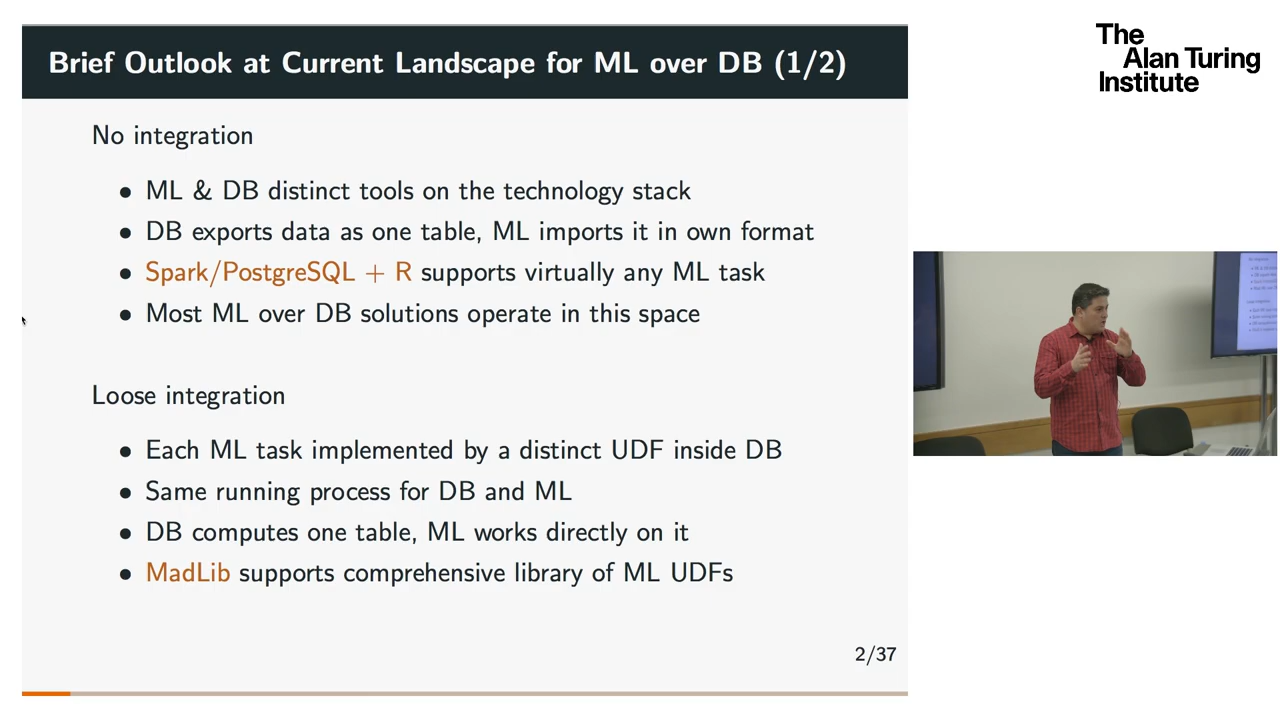 Brief Outlook at Current Landscape for ML over DB (1/2)
The
Alan Turing
Institute
No integration
• ML & DB distinct tools on the technology stack
• DB exports data as one table, ML imports it in own format
• Spark/PostgreSQL + R supports virtually any ML task
• Most ML over DB solutions operate in this space
Loose integration
• Each ML task implemented by a distinct UDF inside DB
• Same running process for DB and ML
• DB computes one table, ML works directly on it
• MadLib supports comprehensive library of ML UDFs
2/37